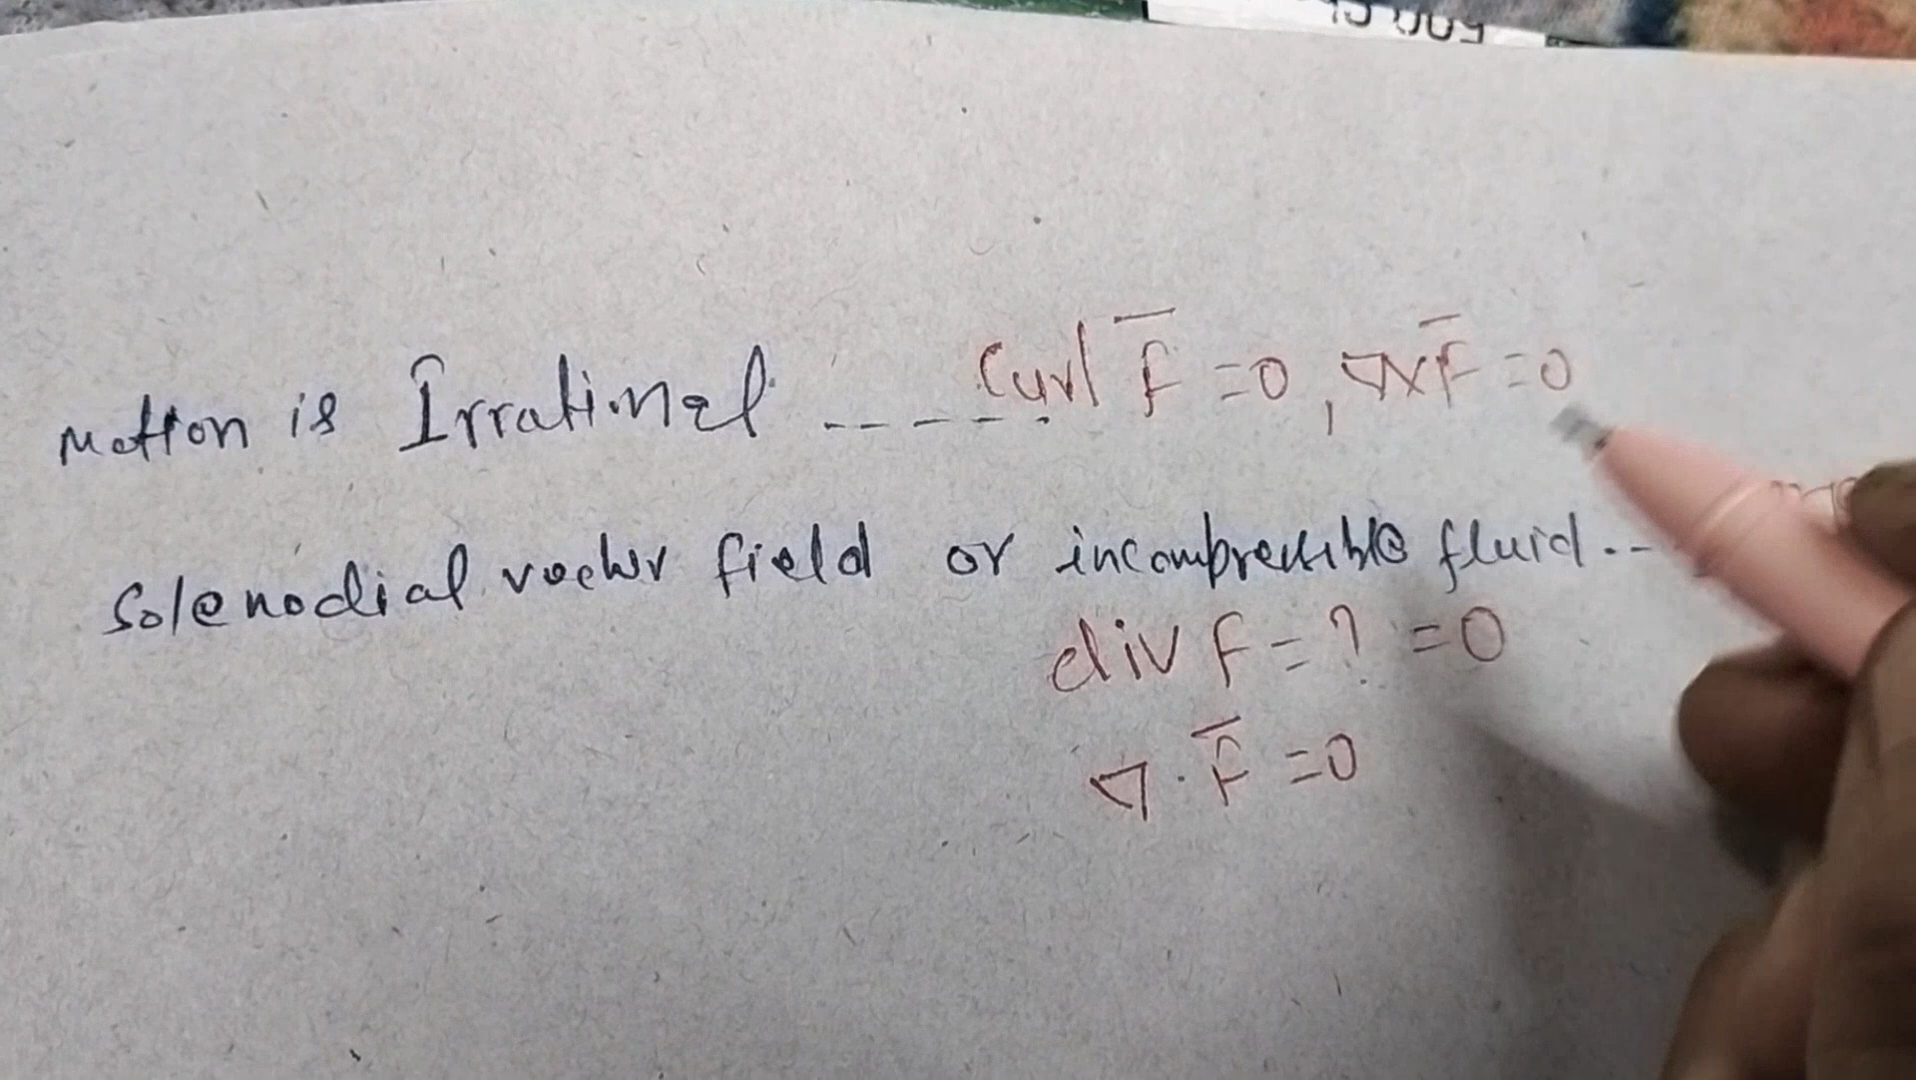 Motion is Irrational ------ Curl F̅ = 0, ∇×F̅ = 0
Solenodial vector field or incompressible fluid..--
div F = ? = 0
∇·F̅ = 0